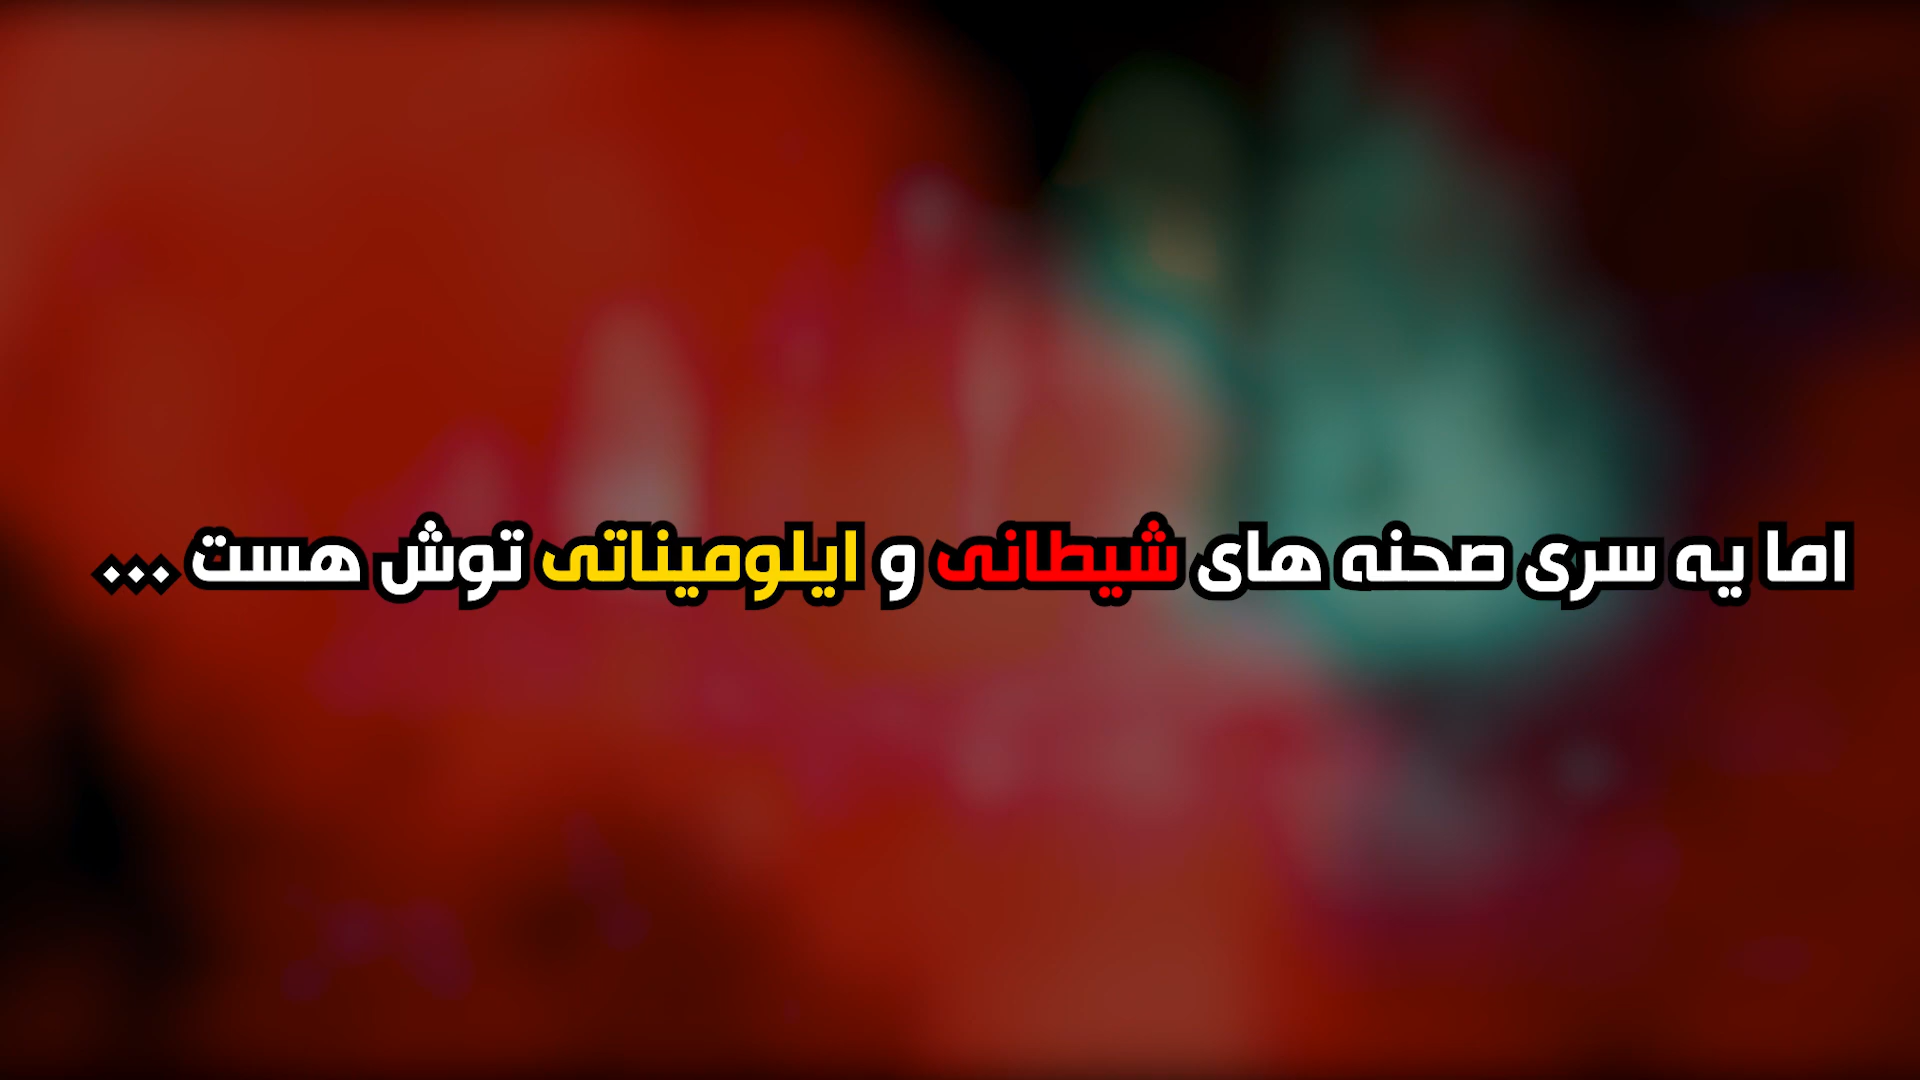 اما یه سری صحنه های شیطانی و ایلومیناتی توش هست ...